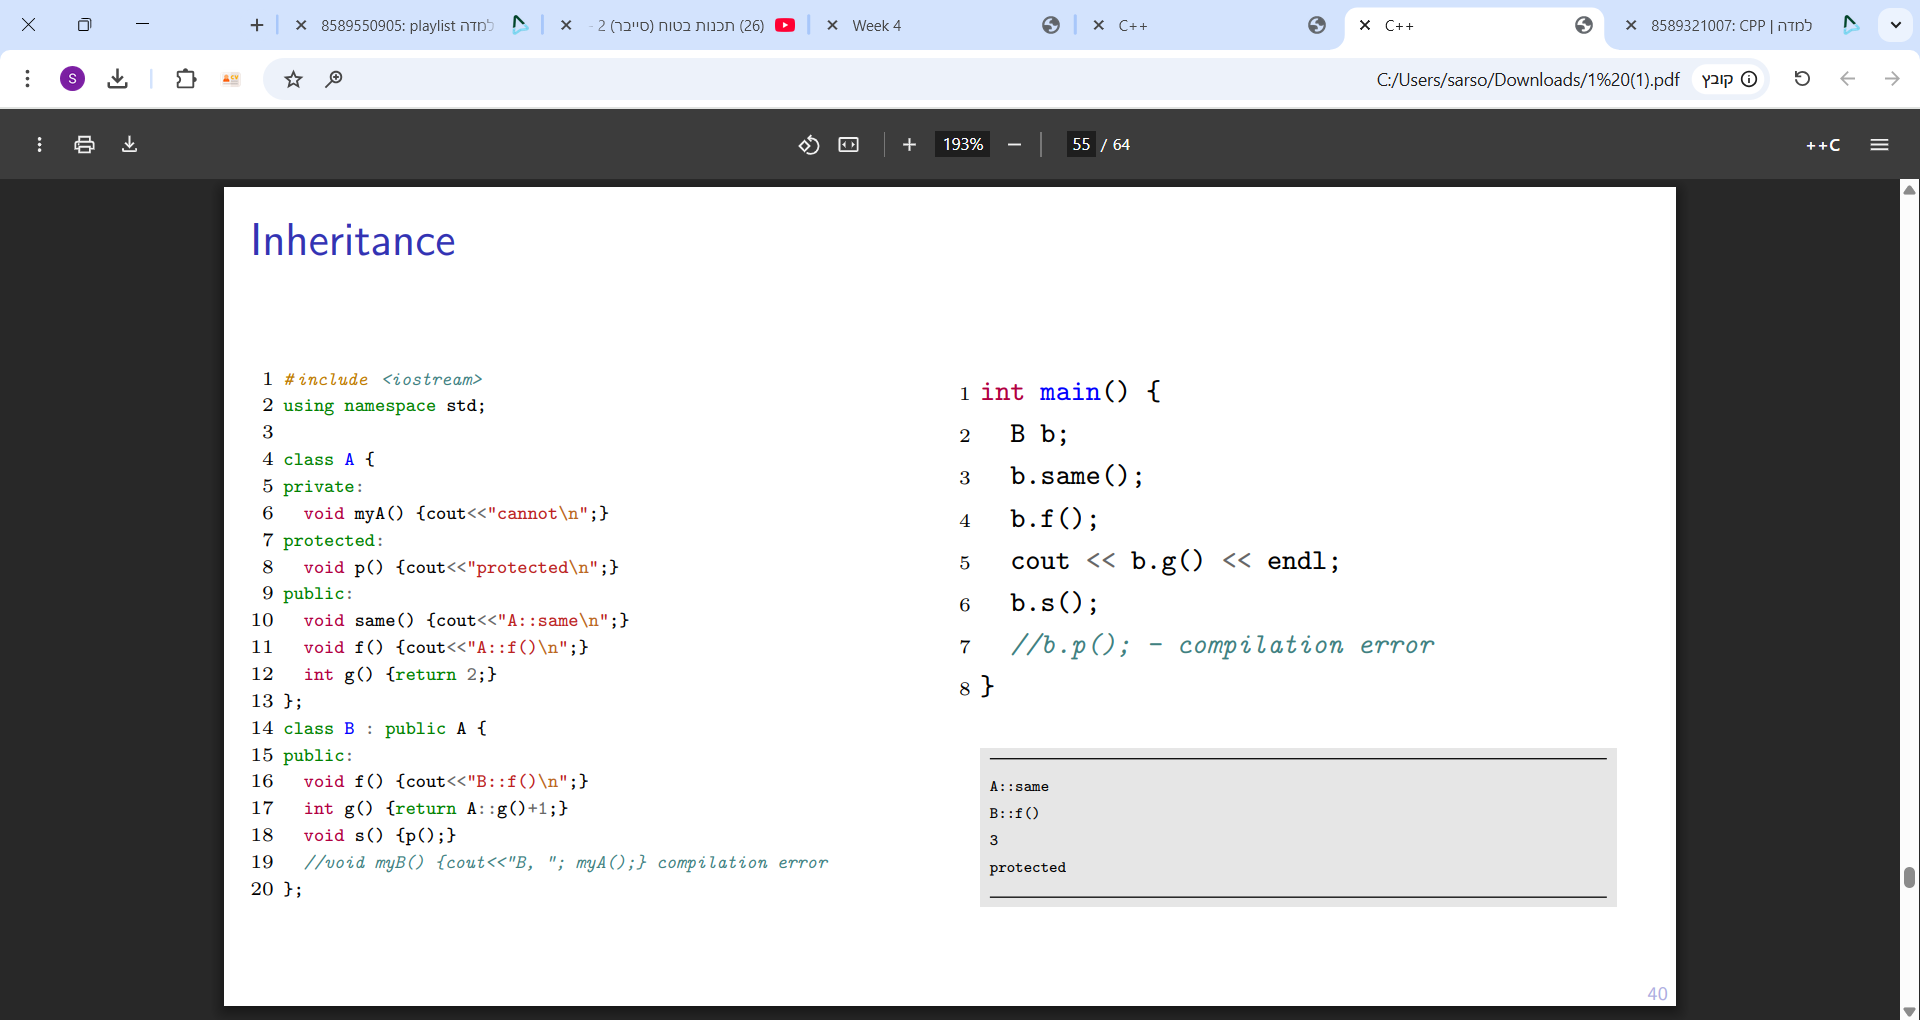 8589550905: playlist למדה
(26) תכנות בטוח (סייבר) 2 -
Week 4
C++
C++
8589321007: CPP | למדה
S
C:/Users/sarso/Downloads/1%20(1).pdf
קובץ
193%
55 / 64
++C
Inheritance
1 #include <iostream>
2 using namespace std;
3
4 class A {
5 private:
6 void myA() {cout<<"cannot\n";}
7 protected:
8 void p() {cout<<"protected\n";}
9 public:
10 void same() {cout<<"A::same\n";}
11 void f() {cout<<"A::f()\n";}
12 int g() {return 2;}
13 };
14 class B : public A {
15 public:
16 void f() {cout<<"B::f()\n";}
17 int g() {return A::g()+1;}
18 void s() {p();}
19 //void myB() {cout<<"B, "; myA();} compilation error
20 };
1 int main() {
2 B b;
3 b.same();
4 b.f();
5 cout << b.g() << endl;
6 b.s();
7 //b.p(); - compilation error
8 }
A::same
B::f()
3
protected
40